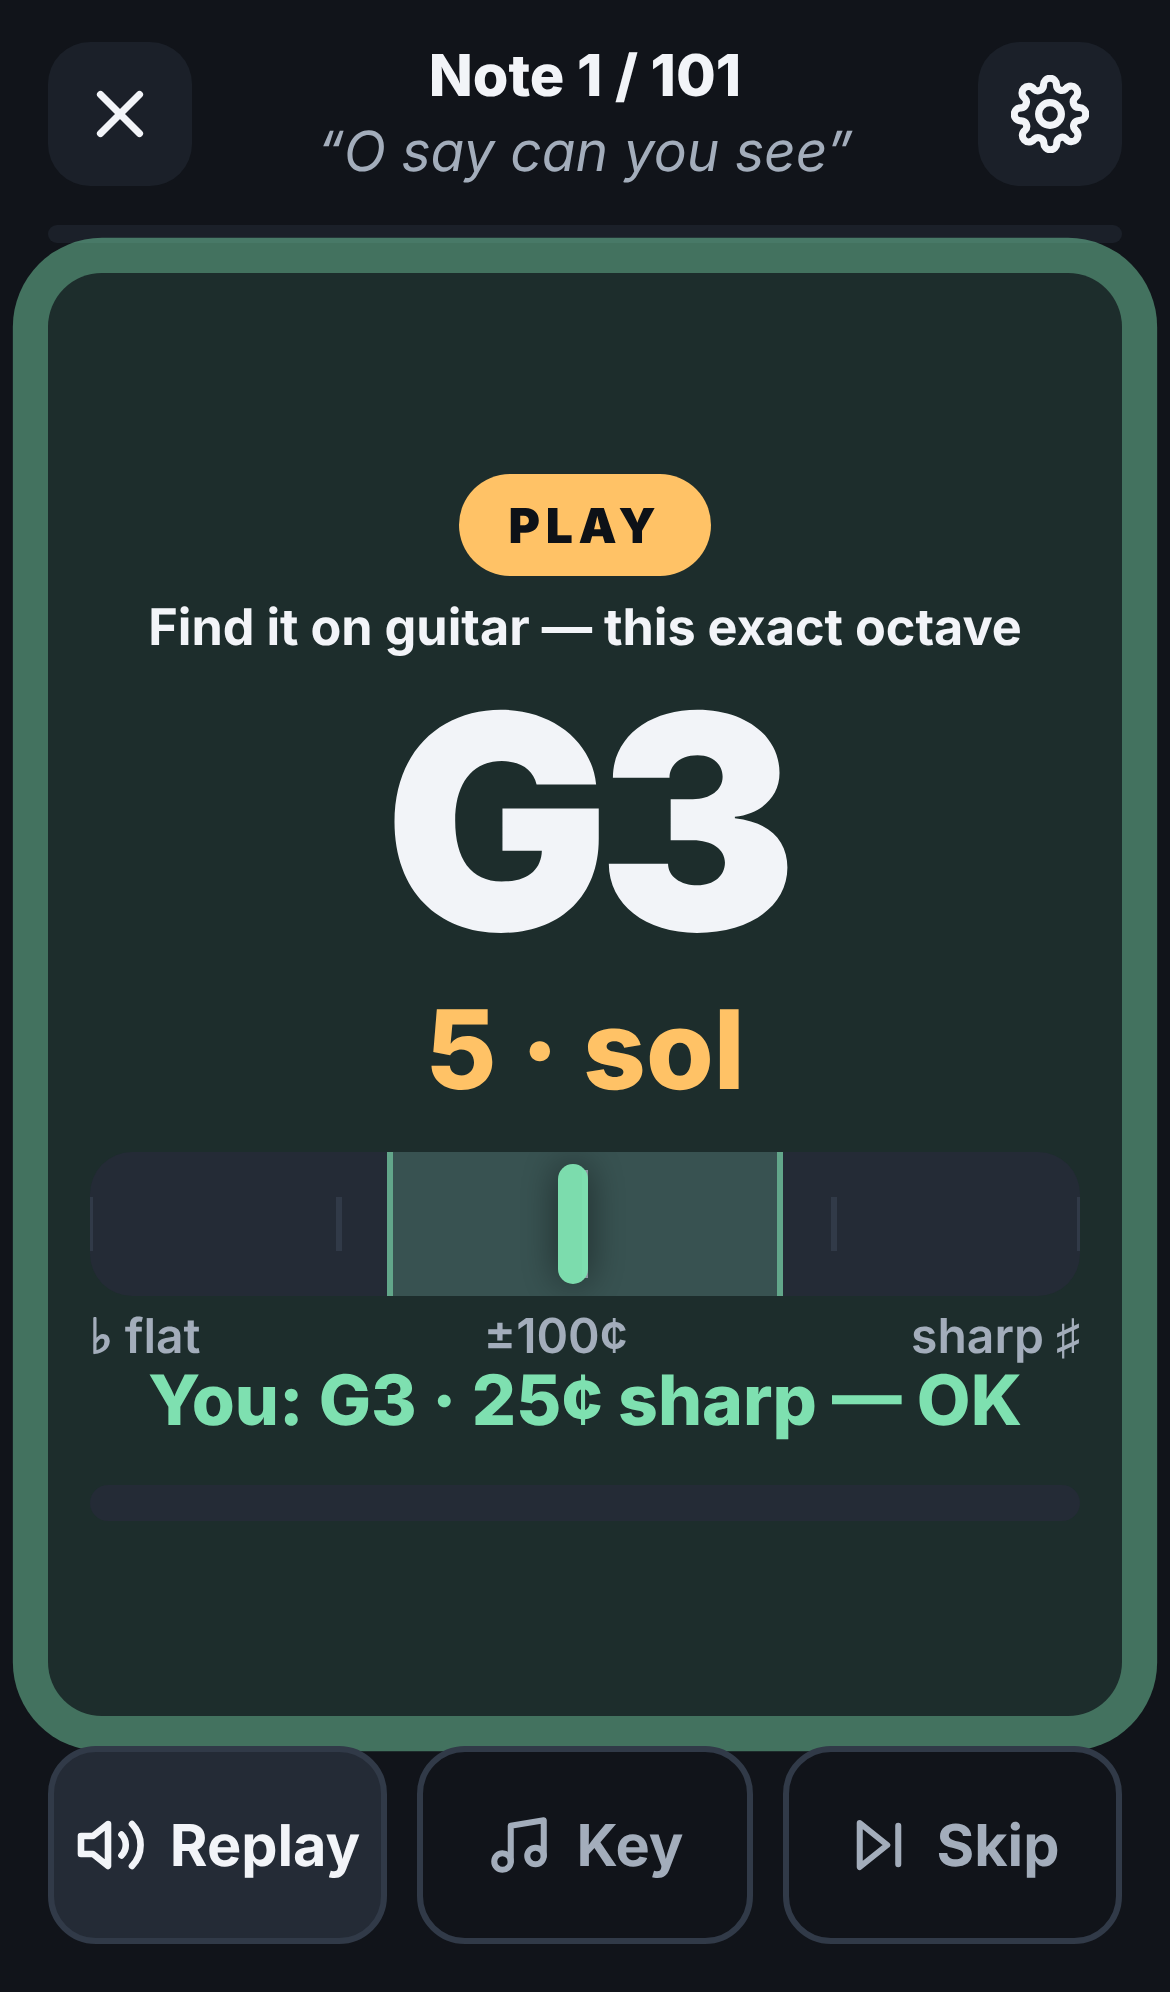 Note 1 / 101
“O say can you see”
PLAY
Find it on guitar — this exact octave
G3
5 · sol
♭ flat ±100¢ sharp ♯
You: G3 · 25¢ sharp — OK
Replay Key Skip